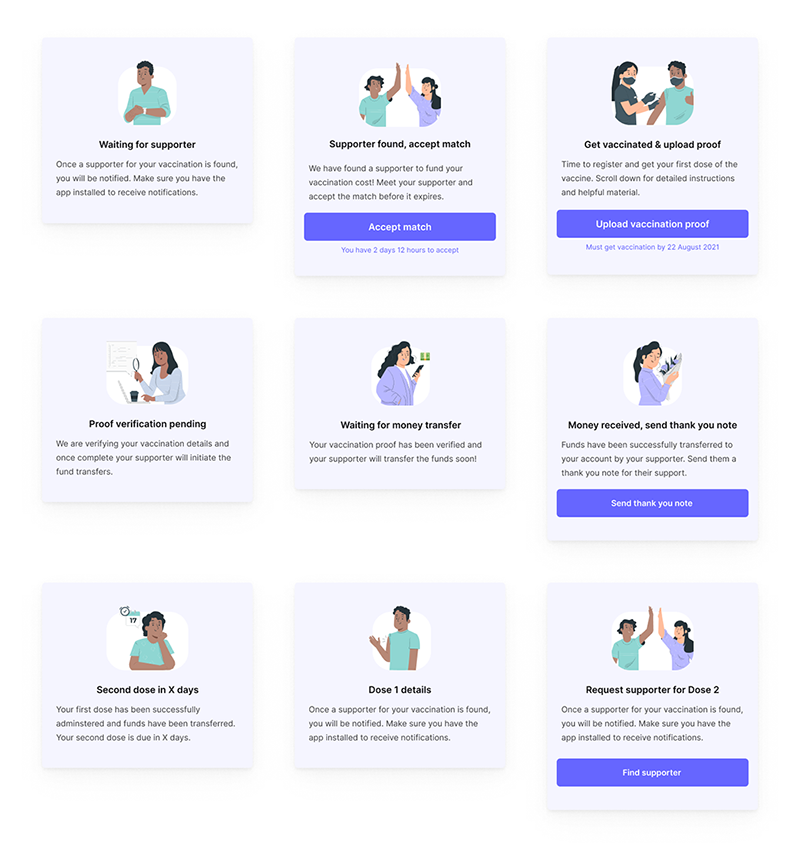 Waiting for supporter
Once a supporter for your vaccination is found,
you will be notified. Make sure you have the
app installed to receive notifications.
Supporter found, accept match
We have found a supporter to fund your
vaccination cost! Meet your supporter and
accept the match before it expires.
Accept match
You have 2 days 12 hours to accept
Get vaccinated & upload proof
Time to register and get your first dose of the
vaccine. Scroll down for detailed instructions
and helpful material.
Upload vaccination proof
Must get vaccination by 22 August 2021
Proof verification pending
We are verifying your vaccination details and
once complete your supporter will initiate the
fund transfers.
Waiting for money transfer
Your vaccination proof has been verified and
your supporter will transfer the funds soon!
Money received, send thank you note
Funds have been successfully transferred to
your account by your supporter. Send them a
thank you note for their support.
Send thank you note
17
Second dose in X days
Your first dose has been successfully
adminstered and funds have been transferred.
Your second dose is due in X days.
Dose 1 details
Once a supporter for your vaccination is found,
you will be notified. Make sure you have the
app installed to receive notifications.
Request supporter for Dose 2
Once a supporter for your vaccination is found,
you will be notified. Make sure you have the
app installed to receive notifications.
Find supporter